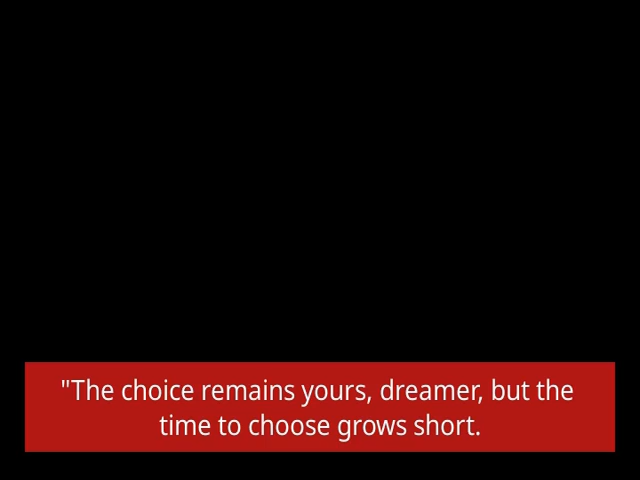 "The choice remains yours, dreamer, but the
time to choose grows short.